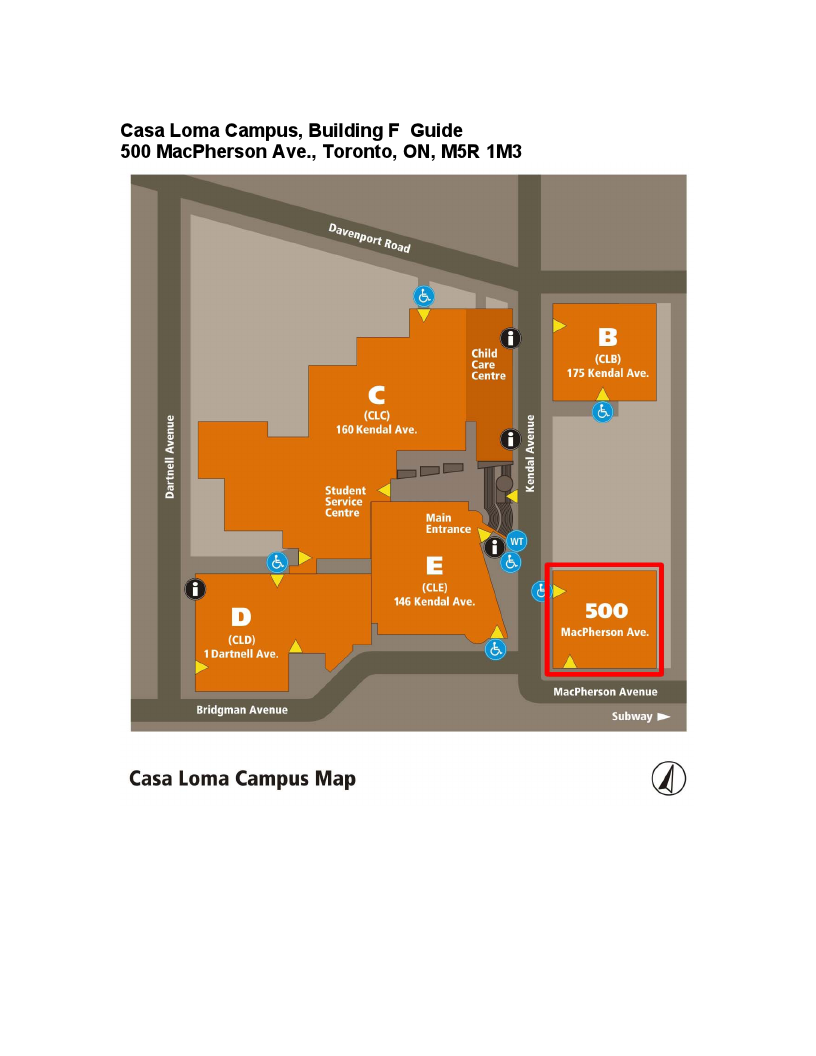 Casa Loma Campus, Building F  Guide
500 MacPherson Ave., Toronto, ON, M5R 1M3
Davenport Road
Child
Care
Centre
B
(CLB)
175 Kendal Ave.
C
(CLC)
160 Kendal Ave.
Dartnell Avenue
Kendal Avenue
Student
Service
Centre
Main
Entrance
WT
E
(CLE)
146 Kendal Ave.
500
MacPherson Ave.
D
(CLD)
1 Dartnell Ave.
MacPherson Avenue
Bridgman Avenue
Subway
Casa Loma Campus Map